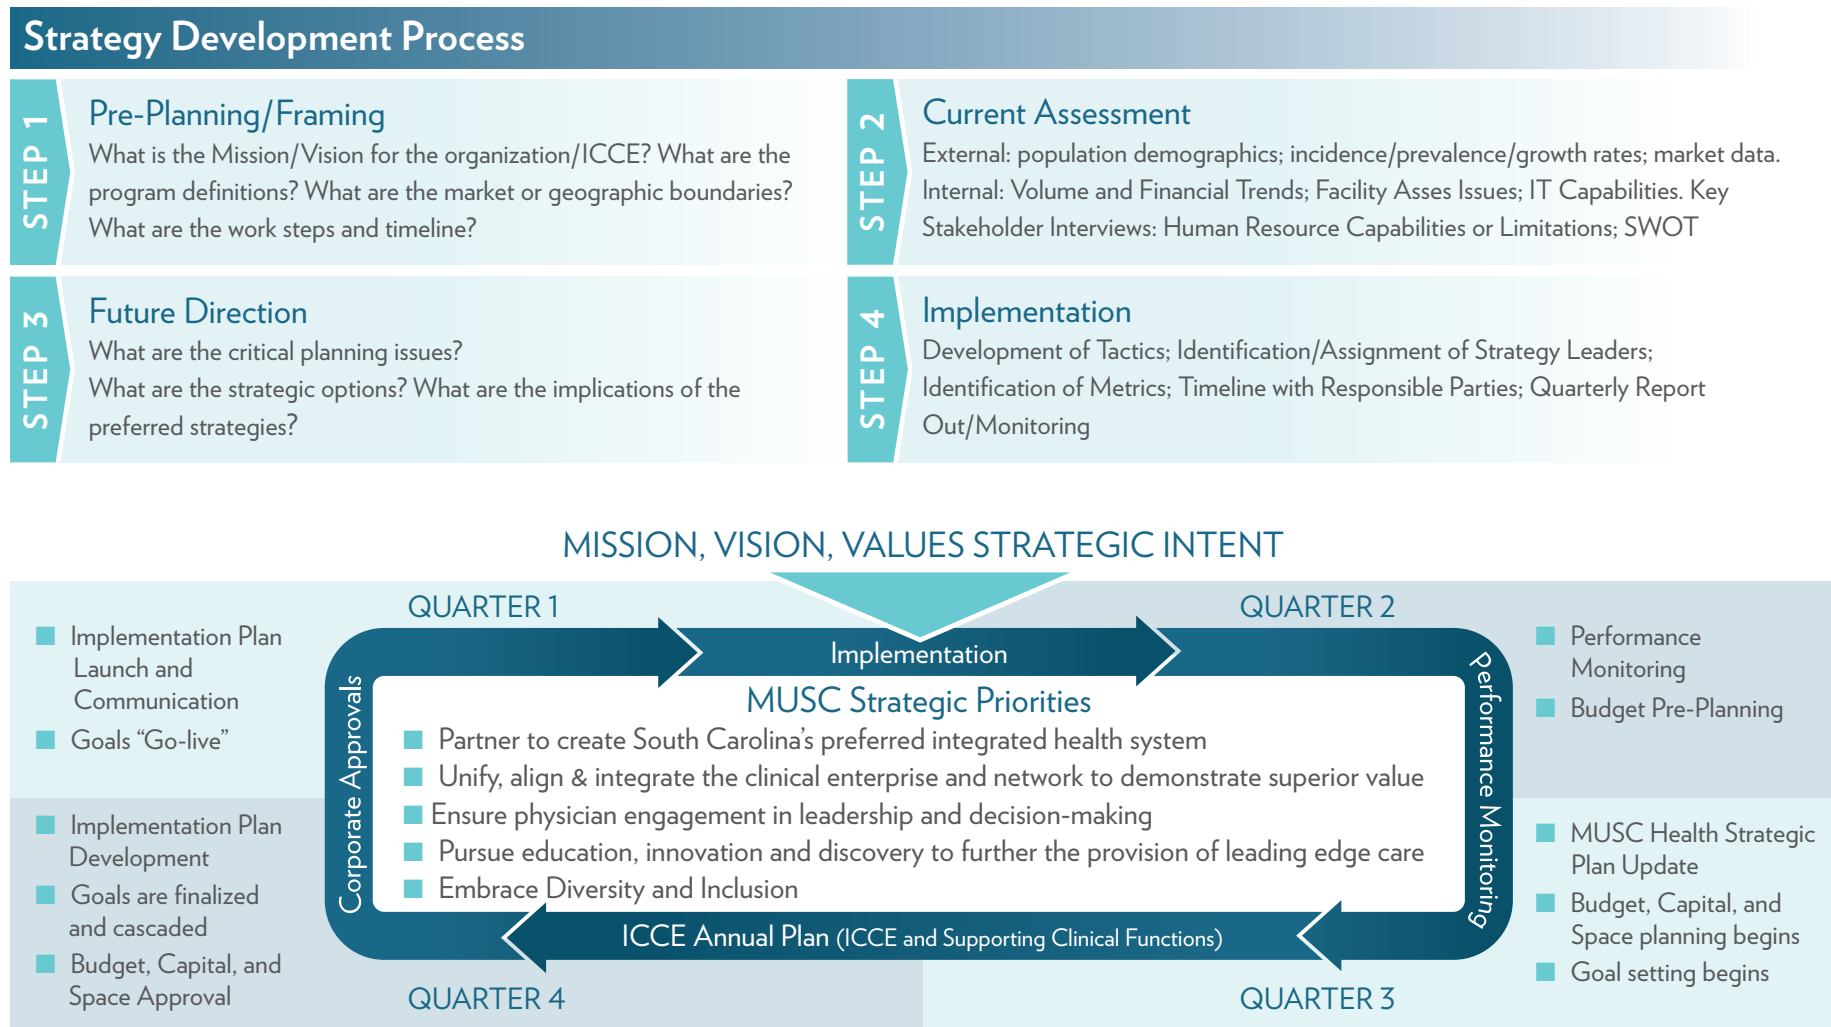 Strategy Development Process
STEP 1
Pre-Planning/Framing
What is the Mission/Vision for the organization/ICCE? What are the
program definitions? What are the market or geographic boundaries?
What are the work steps and timeline?
STEP 2
Current Assessment
External: population demographics; incidence/prevalence/growth rates; market data.
Internal: Volume and Financial Trends; Facility Asses Issues; IT Capabilities. Key
Stakeholder Interviews: Human Resource Capabilities or Limitations; SWOT
STEP 3
Future Direction
What are the critical planning issues?
What are the strategic options? What are the implications of the
preferred strategies?
STEP 4
Implementation
Development of Tactics; Identification/Assignment of Strategy Leaders;
Identification of Metrics; Timeline with Responsible Parties; Quarterly Report
Out/Monitoring
MISSION, VISION, VALUES STRATEGIC INTENT
QUARTER 1
Implementation Plan
Launch and
Communication
Goals “Go-live”
QUARTER 2
Performance
Monitoring
Budget Pre-Planning
Implementation
Performance Monitoring
Corporate Approvals
MUSC Strategic Priorities
Partner to create South Carolina’s preferred integrated health system
Unify, align & integrate the clinical enterprise and network to demonstrate superior value
Ensure physician engagement in leadership and decision-making
Pursue education, innovation and discovery to further the provision of leading edge care
Embrace Diversity and Inclusion
ICCE Annual Plan (ICCE and Supporting Clinical Functions)
Implementation Plan
Development
Goals are finalized
and cascaded
Budget, Capital, and
Space Approval
QUARTER 4
MUSC Health Strategic
Plan Update
Budget, Capital, and
Space planning begins
Goal setting begins
QUARTER 3